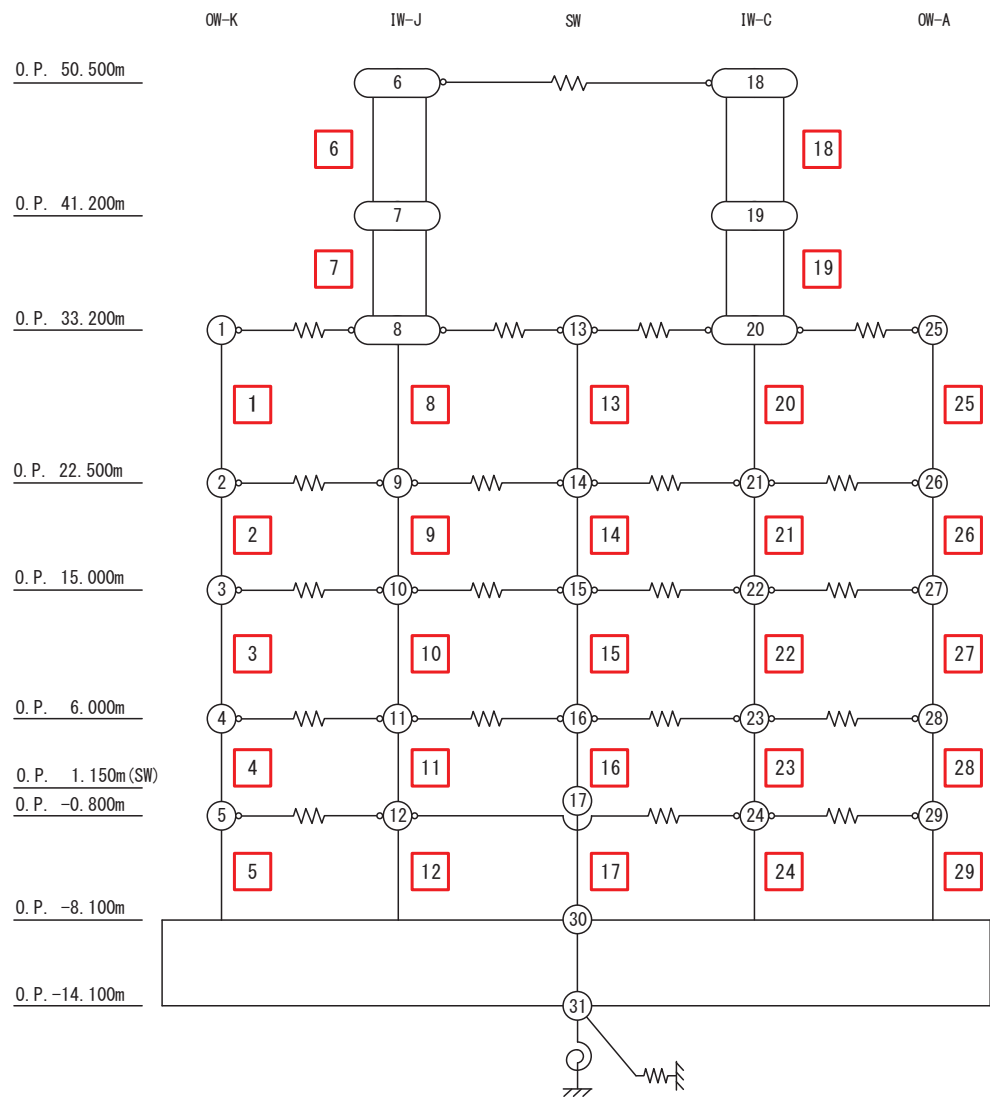 OW-K IW-J SW IW-C OW-A
O.P. 50.500m 6 18
6 18
O.P. 41.200m 7 19
7 19
O.P. 33.200m 1 8 13 20 25
1 8 13 20 25
O.P. 22.500m 2 9 14 21 26
2 9 14 21 26
O.P. 15.000m 3 10 15 22 27
3 10 15 22 27
O.P. 6.000m 4 11 16 23 28
4 11 16 23 28
O.P. 1.150m(SW) 17
O.P. -0.800m 5 12 24 29
5 12 17 24 29
O.P. -8.100m 30
O.P.-14.100m 31